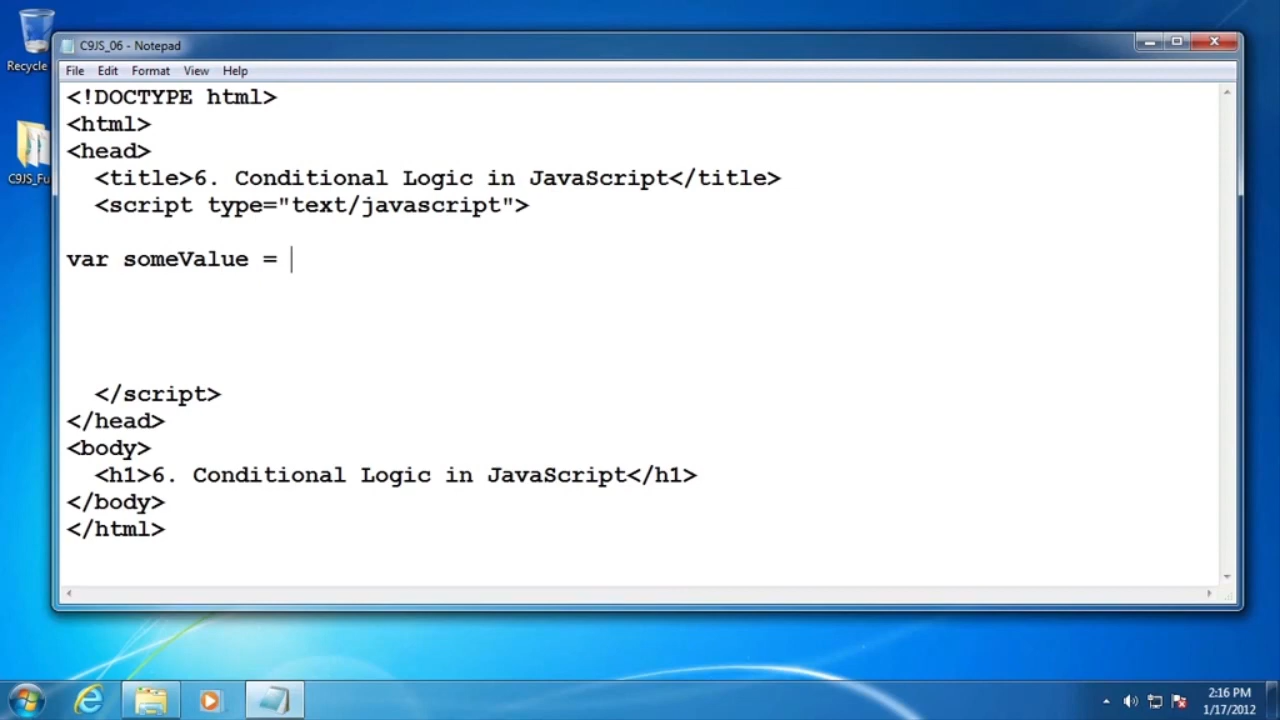 Recycle
C9JS_Fu
C9JS_06 - Notepad
File Edit Format View Help
<!DOCTYPE html>
<html>
<head>
  <title>6. Conditional Logic in JavaScript</title>
  <script type="text/javascript">
var someValue =
  </script>
</head>
<body>
  <h1>6. Conditional Logic in JavaScript</h1>
</body>
</html>
2:16 PM
1/17/2012